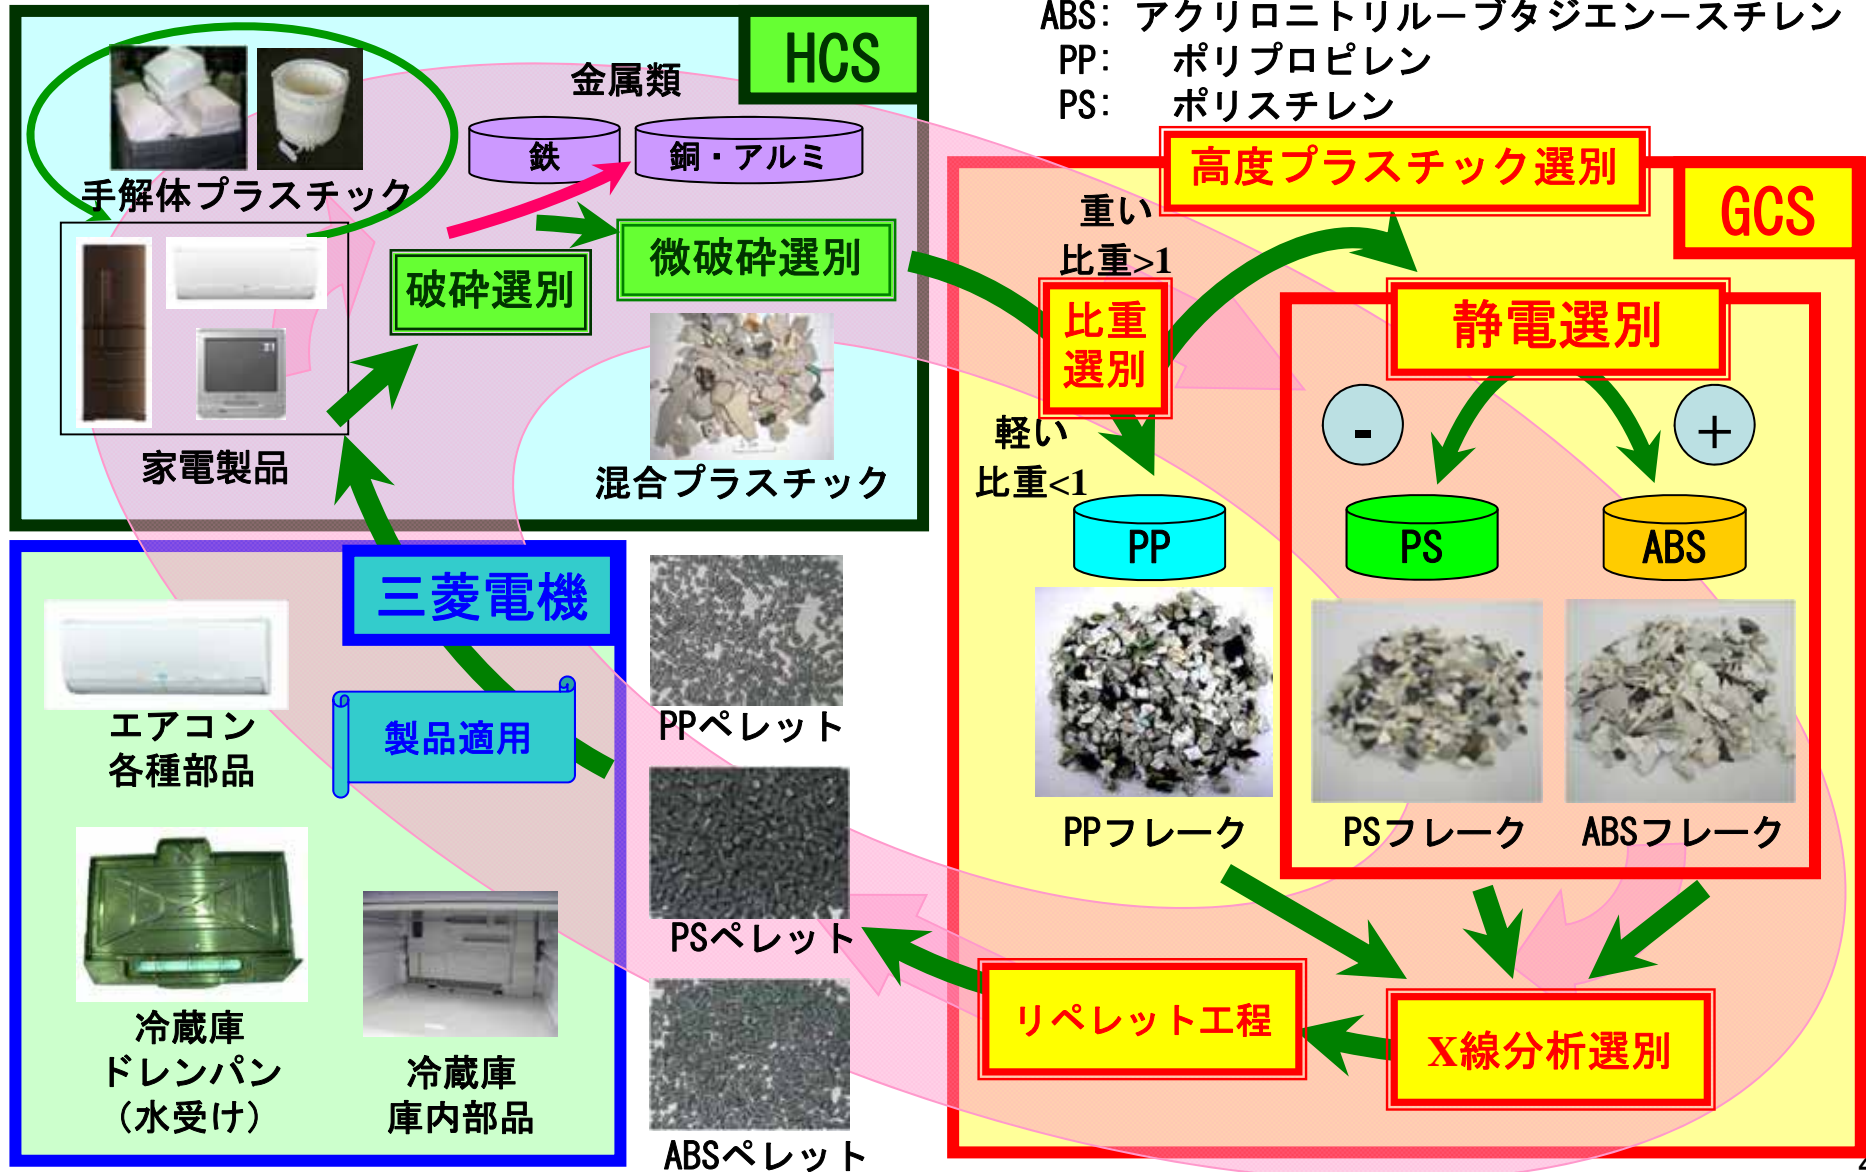 ABS: アクリロニトリルーブタジエンースチレン
PP: ポリプロピレン
PS: ポリスチレン
HCS
金属類
鉄
銅・アルミ
手解体プラスチック
破砕選別
微破砕選別
家電製品
混合プラスチック
高度プラスチック選別
GCS
重い
比重>1
比重
選別
静電選別
-
+
軽い
比重<1
PP
PS
ABS
PPフレーク
PSフレーク
ABSフレーク
X線分析選別
リペレット工程
PPペレット
PSペレット
ABSペレット
三菱電機
製品適用
エアコン
各種部品
冷蔵庫
ドレンパン
(水受け)
冷蔵庫
庫内部品